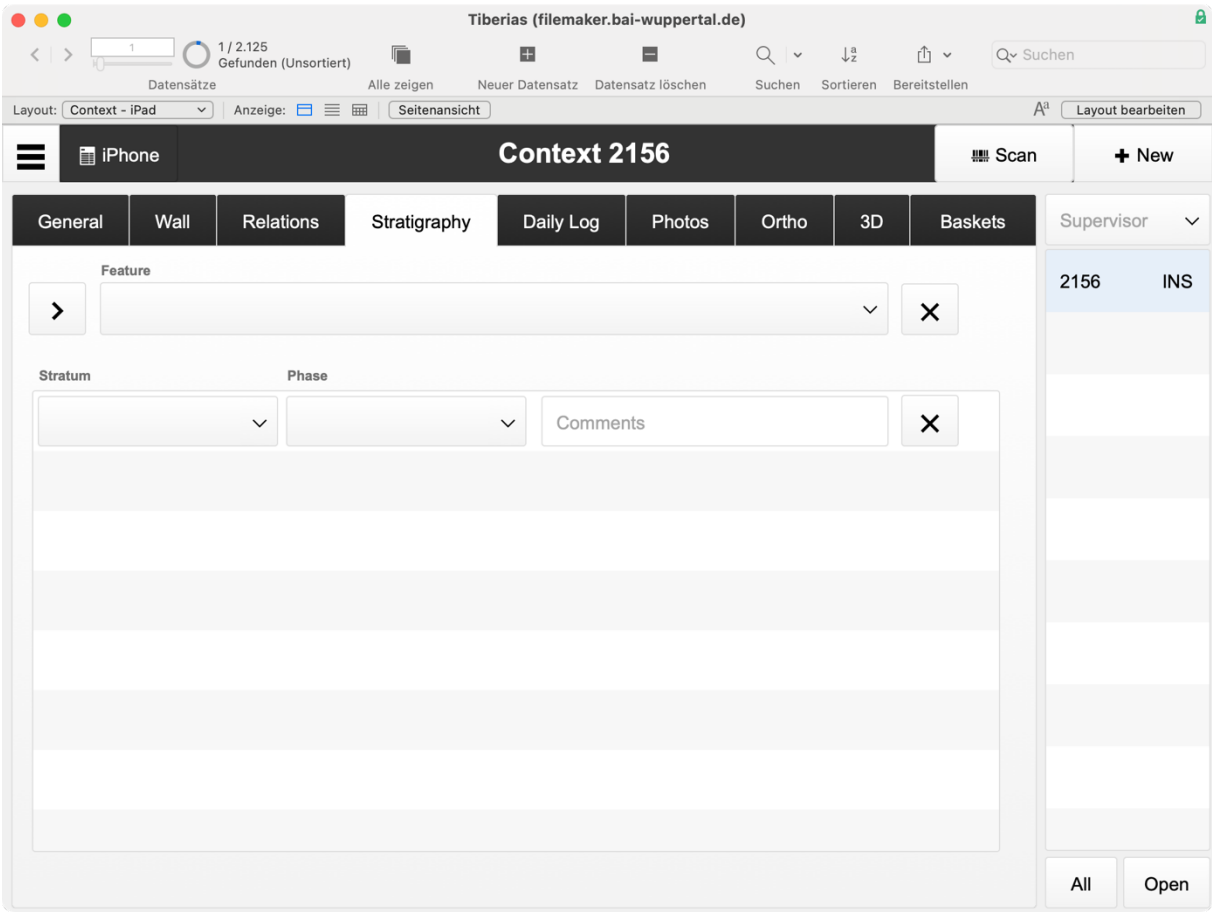 Tiberias (filemaker.bai-wuppertal.de)
1
1 / 2.125
Gefunden (Unsortiert)
Datensätze
Alle zeigen
Neuer Datensatz
Datensatz löschen
Suchen
Sortieren
Bereitstellen
Suchen
Layout: Context - iPad
Anzeige:
Seitenansicht
Aa
Layout bearbeiten
iPhone
Context 2156
Scan
New
General
Wall
Relations
Stratigraphy
Daily Log
Photos
Ortho
3D
Baskets
Supervisor
Feature
2156 INS
Stratum
Phase
Comments
All
Open